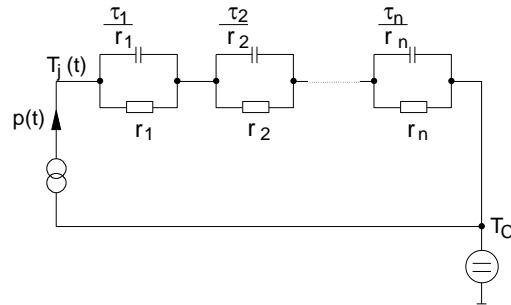 τ1 τ2 τn
r1 r2 rn
Tj (t)
r1 r2 rn
p(t)
TC